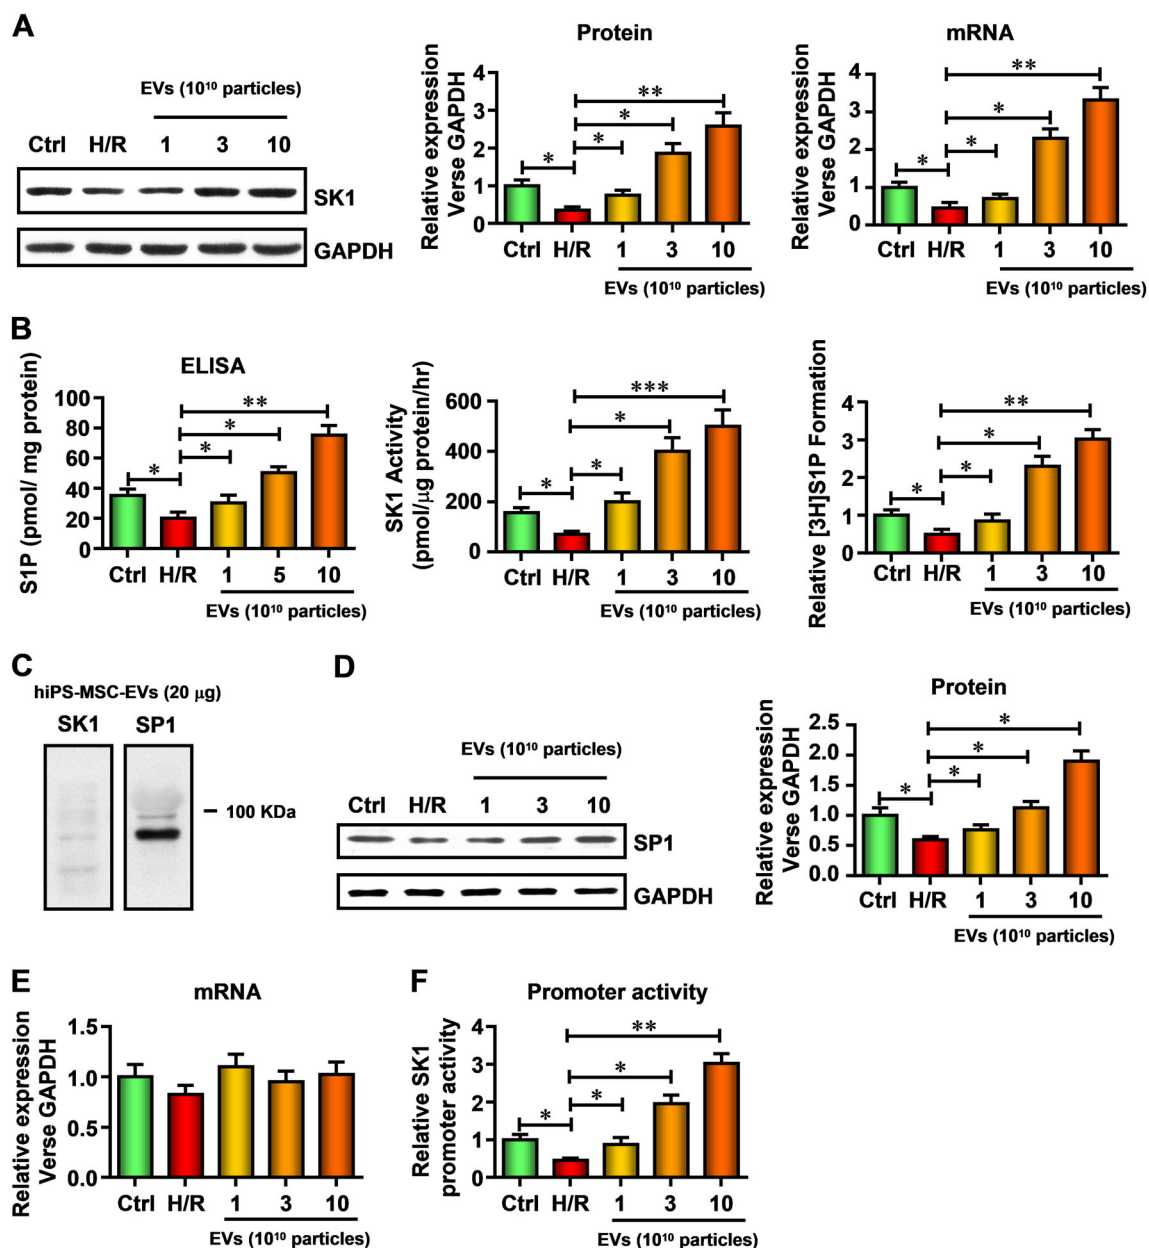 A
EVs (10¹⁰ particles)
Ctrl H/R 1 3 10
SK1
GAPDH
Protein
Relative expression
Verse GAPDH
4
3
2
1
0
* * * **
Ctrl H/R 1 3 10
EVs (10¹⁰ particles)
mRNA
Relative expression
Verse GAPDH
4
3
2
1
0
* * * **
Ctrl H/R 1 3 10
EVs (10¹⁰ particles)
B
ELISA
S1P (pmol/ mg protein)
100
80
60
40
20
0
* * * **
Ctrl H/R 1 5 10
EVs (10¹⁰ particles)
SK1 Activity
(pmol/μg protein/hr)
600
400
200
0
* * * ***
Ctrl H/R 1 3 10
EVs (10¹⁰ particles)
Relative [3H]S1P Formation
4
3
2
1
0
* * * **
Ctrl H/R 1 3 10
EVs (10¹⁰ particles)
C
hiPS-MSC-EVs (20 μg)
SK1 SP1
100 KDa
D
EVs (10¹⁰ particles)
Ctrl H/R 1 3 10
SP1
GAPDH
Protein
Relative expression
Verse GAPDH
2.5
2.0
1.5
1.0
0.5
0.0
* * * *
Ctrl H/R 1 3 10
EVs (10¹⁰ particles)
E
mRNA
Relative expression
Verse GAPDH
1.5
1.0
0.5
0.0
Ctrl H/R 1 3 10
EVs (10¹⁰ particles)
F
Promoter activity
Relative SK1
promoter activity
4
3
2
1
0
* * * **
Ctrl H/R 1 3 10
EVs (10¹⁰ particles)